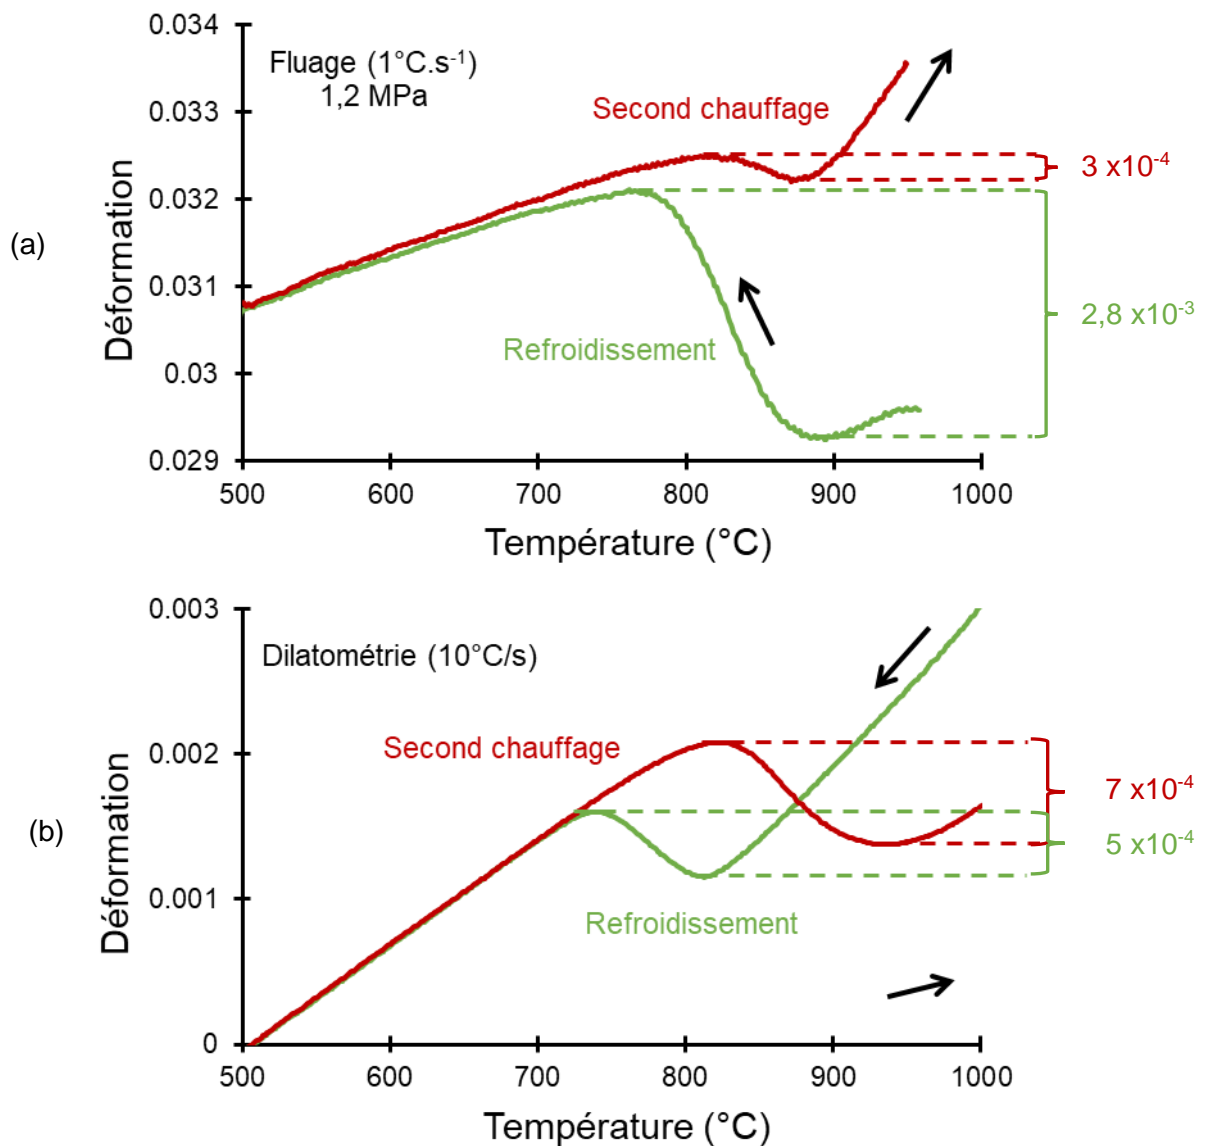 (a)
Déformation
0.034
0.033
0.032
0.031
0.03
0.029
Fluage (1°C.s⁻¹)
1,2 MPa
Second chauffage
Refroidissement
3 x10⁻⁴
2,8 x10⁻³
500
600
700
800
900
1000
Température (°C)
(b)
Déformation
0.003
0.002
0.001
0
Dilatométrie (10°C/s)
Second chauffage
Refroidissement
7 x10⁻⁴
5 x10⁻⁴
500
600
700
800
900
1000
Température (°C)